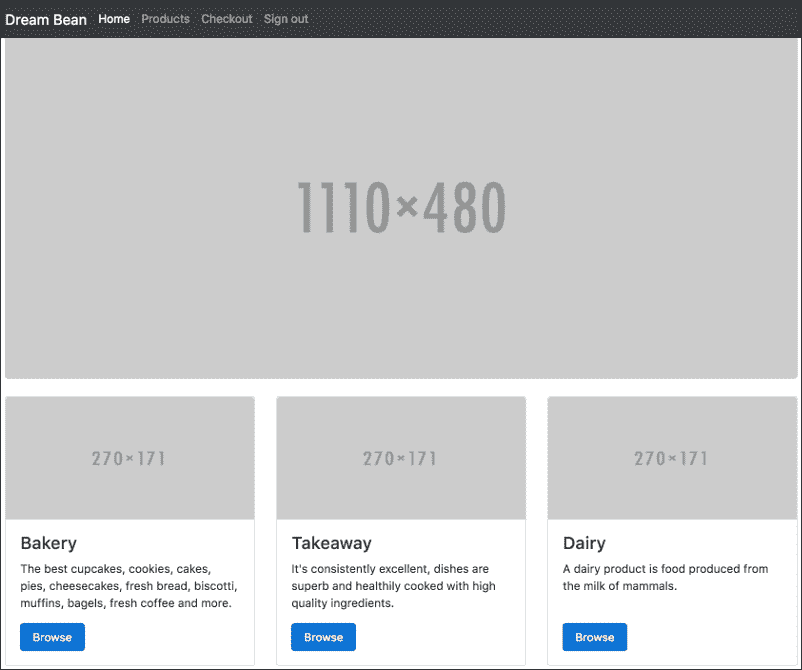 Dream Bean Home Products Checkout Sign out
1110×480
270×171 270×171 270×171
Bakery
The best cupcakes, cookies, cakes,
pies, cheesecakes, fresh bread, biscotti,
muffins, bagels, fresh coffee and more.
Browse
Takeaway
It's consistently excellent, dishes are
superb and healthily cooked with high
quality ingredients.
Browse
Dairy
A dairy product is food produced from
the milk of mammals.
Browse